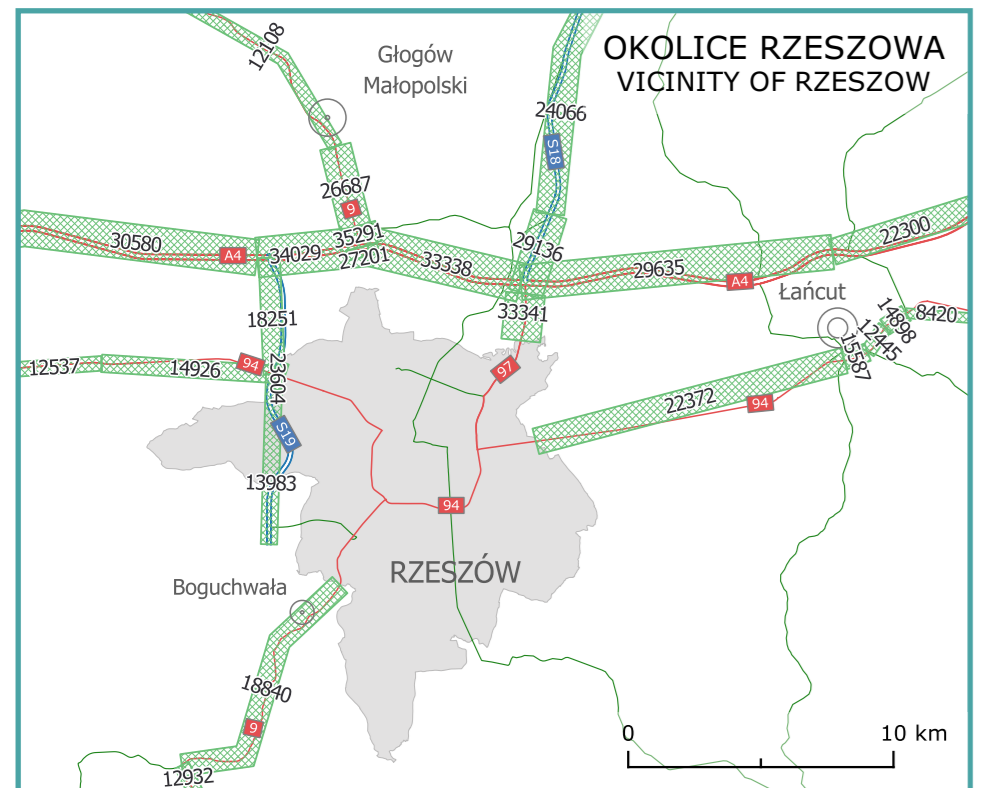 OKOLICE RZESZOWA
VICINITY OF RZESZOW
12108
Głogów
Małopolski
24066
S18
26687
9
30580
A4
34029
35291
27201
33338
29136
29635
A4
22300
33341
Łańcut
14898
8420
12445
15587
18251
12537
14926
94
23604
97
22372
94
S19
13983
94
RZESZÓW
Boguchwała
18840
9
12932
0
10 km